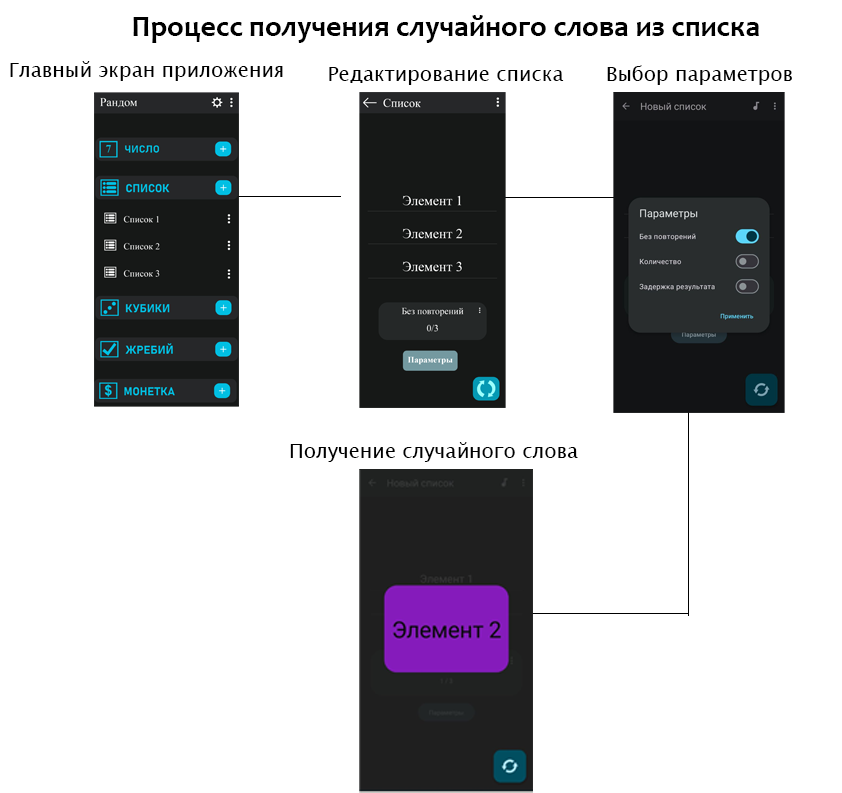 Процесс получения случайного слова из списка
Главный экран приложения
Редактирование списка
Выбор параметров
Рандом
7 ЧИСЛО +
СПИСОК +
Список 1
Список 2
Список 3
КУБИКИ +
ЖРЕБИЙ +
$ МОНЕТКА +
Список
Элемент 1
Элемент 2
Элемент 3
Без повторений
0/3
Параметры
Новый список
Параметры
Без повторений
Количество
Задержка результата
Применить
Параметры
Получение случайного слова
Новый список
Элемент 1
Элемент 2
1/3
Параметры